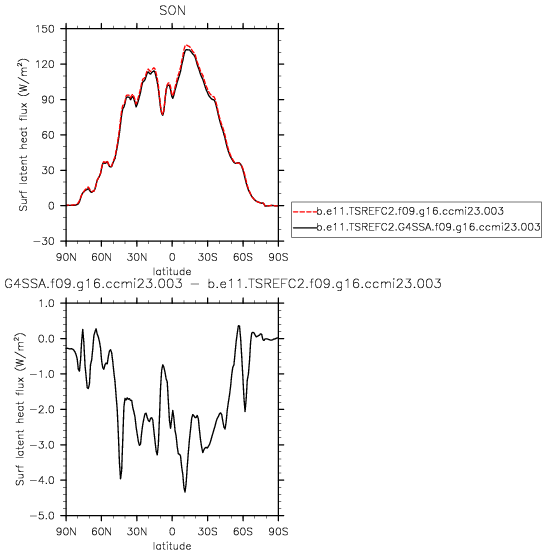 SON
150
120
90
60
30
0
−30
Surf latent heat flux (W/m²)
90N 60N 30N 0 30S 60S 90S
latitude
b.e11.TSREFC2.f09.g16.ccmi23.003
b.e11.TSREFC2.G4SSA.f09.g16.ccmi23.003
G4SSA.f09.g16.ccmi23.003 − b.e11.TSREFC2.f09.g16.ccmi23.003
1.0
0.0
−1.0
−2.0
−3.0
−4.0
−5.0
Surf latent heat flux (W/m²)
90N 60N 30N 0 30S 60S 90S
latitude